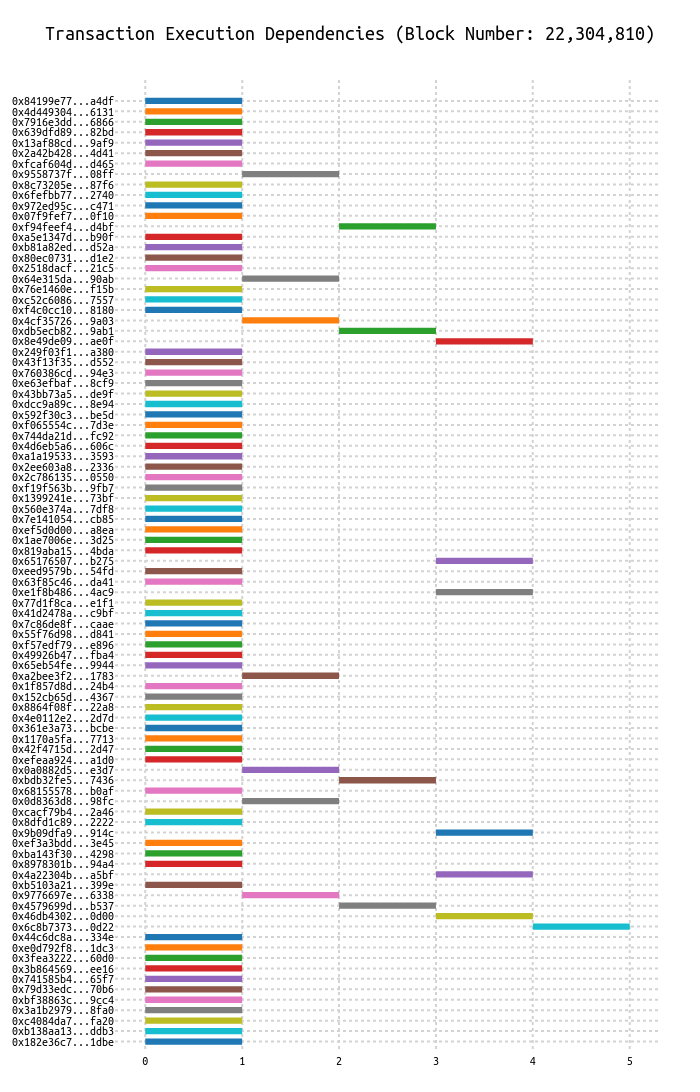 Transaction Execution Dependencies (Block Number: 22,304,810)
0x84199e77...a4df
0x4d449304...6131
0x7916e3dd...6866
0x639dfd89...82bd
0x13af88cd...9af9
0x2a42b428...4d41
0xfcaf604d...d465
0x9558737f...08ff
0x8c73205e...87f6
0x6fefbb77...2740
0x972ed95c...c471
0x07f9fef7...0f10
0xf94feef4...d4bf
0xa5e1347d...b90f
0xb81a82ed...d52a
0x80ec0731...d1e2
0x2518dacf...21c5
0x64e315da...90ab
0x76e1460e...f15b
0xc52c6086...7557
0xf4c0cc10...8180
0x4cf35726...9a03
0xdb5ecb82...9ab1
0x8e49de09...ae0f
0x249f03f1...a380
0x43f13f35...d552
0x760386cd...94e3
0xe63efbaf...8cf9
0x43bb73a5...de9f
0xdcc9a89c...8e94
0x592f30c3...be5d
0xf065554c...7d3e
0x744da21d...fc92
0x4d6eb5a6...606c
0xa1a19533...3593
0x2ee603a8...2336
0x2c786135...0550
0xf19f563b...9fb7
0x1399241e...73bf
0x560e374a...7df8
0x7e141054...cb85
0xef5d0d00...a8ea
0x1ae7006e...3d25
0x819aba15...4bda
0x65176507...b275
0xeed9579b...54fd
0x63f85c46...da41
0xe1f8b486...4ac9
0x77d1f8ca...e1f1
0x41d2478a...c9bf
0x7c86de8f...caae
0x55f76d98...d841
0xf57edf79...e896
0x49926b47...fba4
0x65eb54fe...9944
0xa2bee3f2...1783
0x1f857d8d...24b4
0x152cb65d...4367
0x8864f08f...22a8
0x4e0112e2...2d7d
0x361e3a73...bcbe
0x1170a5fa...7713
0x42f4715d...2d47
0xefeaa924...a1d0
0x0a0882d5...e3d7
0xbdb32fe5...7436
0x68155578...b0af
0x0d8363d8...98fc
0xcacf79b4...2a46
0x8dfd1c89...2222
0x9b09dfa9...914c
0xef3a3bdd...3e45
0xba143f30...4298
0x8978301b...94a4
0x4a22304b...a5bf
0xb5103a21...399e
0x9776697e...6338
0x4579699d...b537
0x46db4302...0d00
0x6c8b7373...0d22
0x44c6dc8a...334e
0xe0d792f8...1dc3
0x3fea3222...60d0
0x3b864569...ee16
0x741585b4...65f7
0x79d33edc...70b6
0xbf38863c...9cc4
0x3a1b2979...8fa0
0xc4084da7...fa20
0xb138aa13...ddb3
0x182e36c7...1dbe
0 1 2 3 4 5